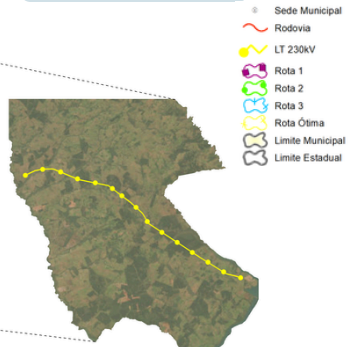 Sede Municipal
Rodovia
LT 230kV
Rota 1
Rota 2
Rota 3
Rota Ótima
Limite Municipal
Limite Estadual